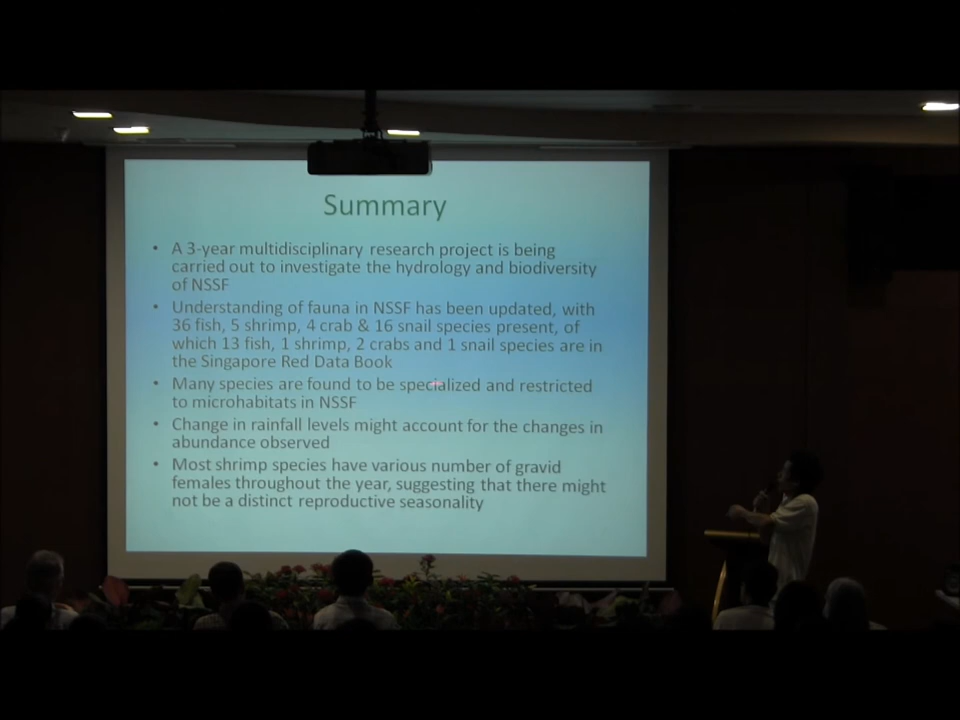 Summary
• A 3-year multidisciplinary research project is being
carried out to investigate the hydrology and biodiversity
of NSSF
• Understanding of fauna in NSSF has been updated, with
36 fish, 5 shrimp, 4 crab & 16 snail species present, of
which 13 fish, 1 shrimp, 2 crabs and 1 snail species are in
the Singapore Red Data Book
• Many species are found to be specialized and restricted
to microhabitats in NSSF
• Change in rainfall levels might account for the changes in
abundance observed
• Most shrimp species have various number of gravid
females throughout the year, suggesting that there might
not be a distinct reproductive seasonality